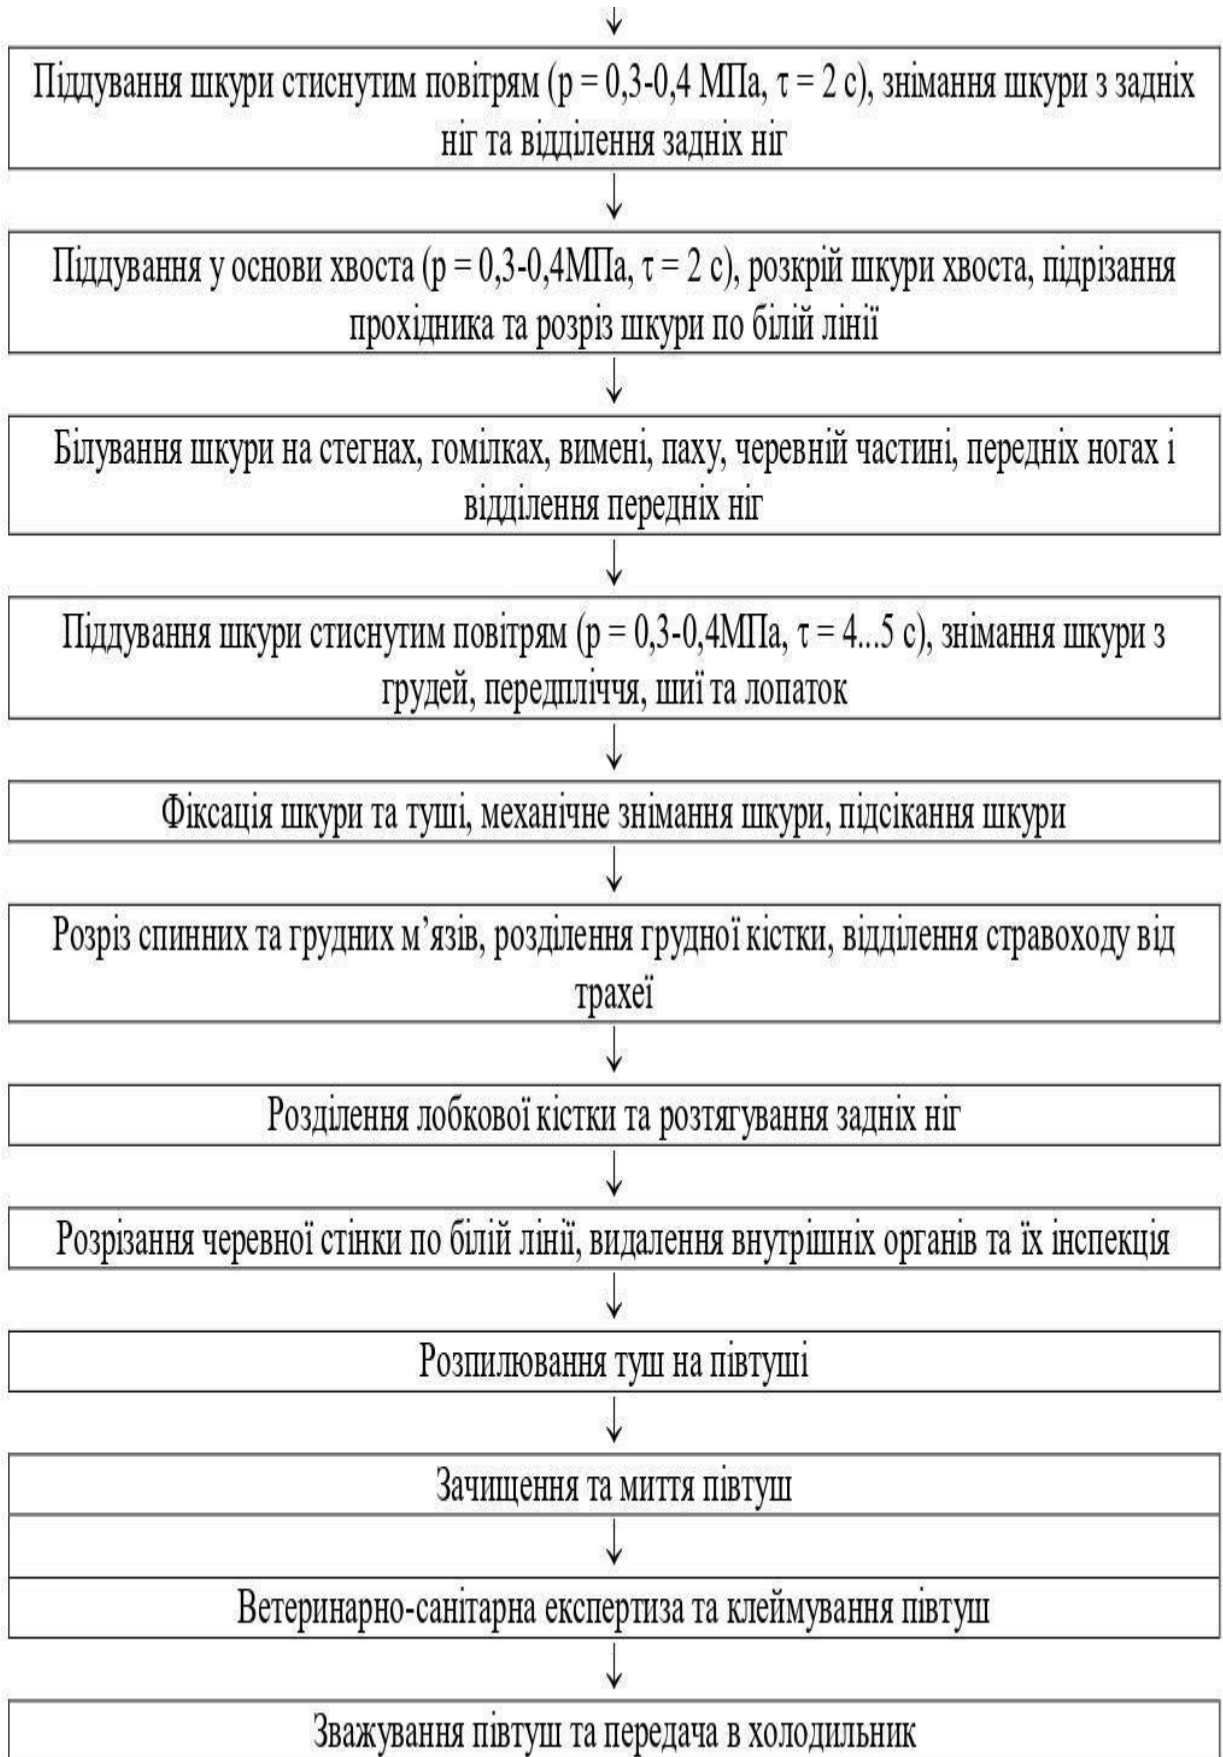 ↓
Піддування шкури стиснутим повітрям (р = 0,3-0,4 МПа, τ = 2 с), знімання шкури з задніх
ніг та відділення задніх ніг
↓
Піддування у основи хвоста (р = 0,3-0,4МПа, τ = 2 с), розкрій шкури хвоста, підрізання
прохідника та розріз шкури по білій лінії
↓
Білування шкури на стегнах, гомілках, вимені, паху, черевній частині, передніх ногах і
відділення передніх ніг
↓
Піддування шкури стиснутим повітрям (р = 0,3-0,4МПа, τ = 4...5 с), знімання шкури з
грудей, передпліччя, шиї та лопаток
↓
Фіксація шкури та туші, механічне знімання шкури, підсікання шкури
↓
Розріз спинних та грудних м’язів, розділення грудної кістки, відділення стравоходу від
трахеї
↓
Розділення лобкової кістки та розтягування задніх ніг
↓
Розрізання черевної стінки по білій лінії, видалення внутрішніх органів та їх інспекція
↓
Розпилювання туш на півтуші
↓
Зачищення та миття півтуш
↓
Ветеринарно-санітарна експертиза та клеймування півтуш
↓
Зважування півтуш та передача в холодильник